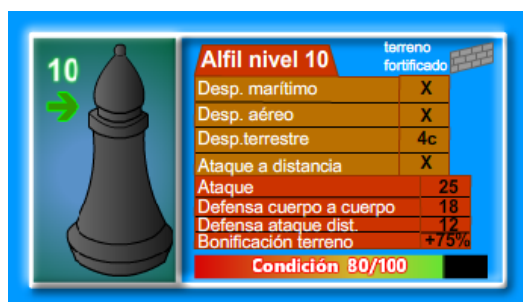 10
Alfil nivel 10
terreno
fortificado
Desp. marítimo X
Desp. aéreo X
Desp.terrestre 4c
Ataque a distancia X
Ataque 25
Defensa cuerpo a cuerpo 18
Defensa ataque dist. 12
Bonificación terreno +75%
Condición 80/100